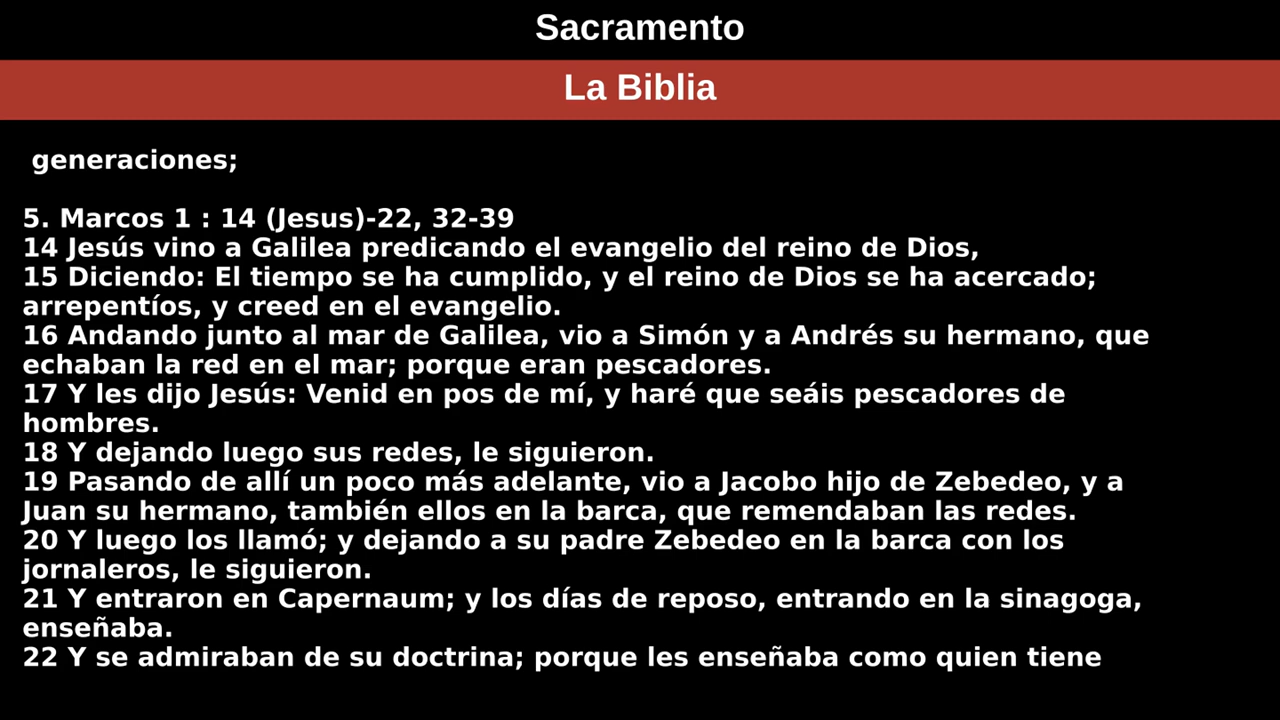 Sacramento
La Biblia
generaciones;
5. Marcos 1 : 14 (Jesus)-22, 32-39
14 Jesús vino a Galilea predicando el evangelio del reino de Dios,
15 Diciendo: El tiempo se ha cumplido, y el reino de Dios se ha acercado;
arrepentíos, y creed en el evangelio.
16 Andando junto al mar de Galilea, vio a Simón y a Andrés su hermano, que
echaban la red en el mar; porque eran pescadores.
17 Y les dijo Jesús: Venid en pos de mí, y haré que seáis pescadores de
hombres.
18 Y dejando luego sus redes, le siguieron.
19 Pasando de allí un poco más adelante, vio a Jacobo hijo de Zebedeo, y a
Juan su hermano, también ellos en la barca, que remendaban las redes.
20 Y luego los llamó; y dejando a su padre Zebedeo en la barca con los
jornaleros, le siguieron.
21 Y entraron en Capernaum; y los días de reposo, entrando en la sinagoga,
enseñaba.
22 Y se admiraban de su doctrina; porque les enseñaba como quien tiene